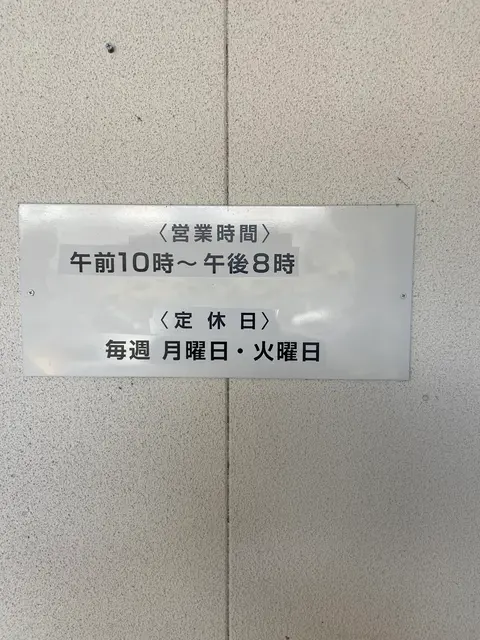 〈営業時間〉
午前10時～午後8時
〈定休日〉
毎週 月曜日・火曜日